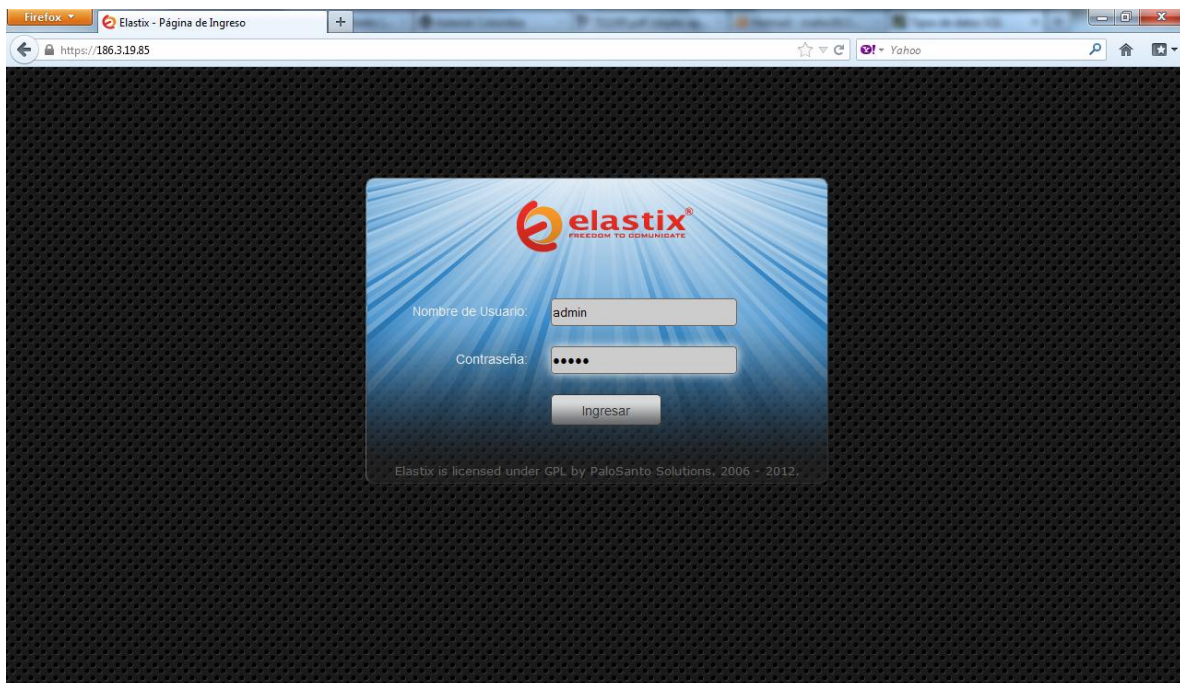 Firefox
Elastix - Página de Ingreso
https://186.3.19.85
Yahoo
elastix®
FREEDOM TO COMUNICATE
Nombre de Usuario: admin
Contraseña: •••••
Ingresar
Elastix is licensed under GPL by PaloSanto Solutions. 2006 - 2012.